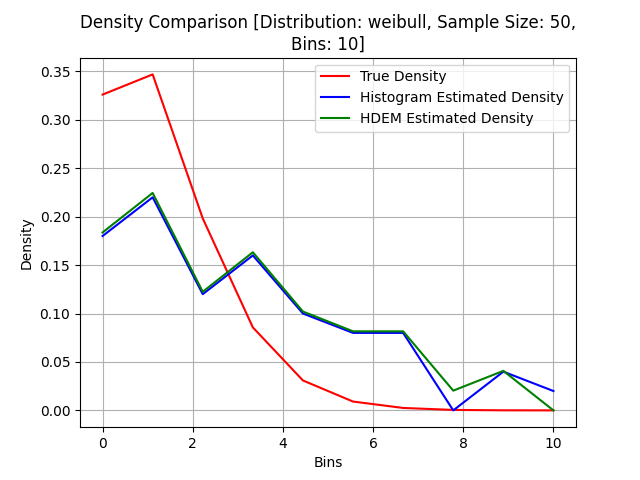 Density Comparison [Distribution: weibull, Sample Size: 50,
Bins: 10]
True Density
Histogram Estimated Density
HDEM Estimated Density
Density
0.35
0.30
0.25
0.20
0.15
0.10
0.05
0.00
0 2 4 6 8 10
Bins